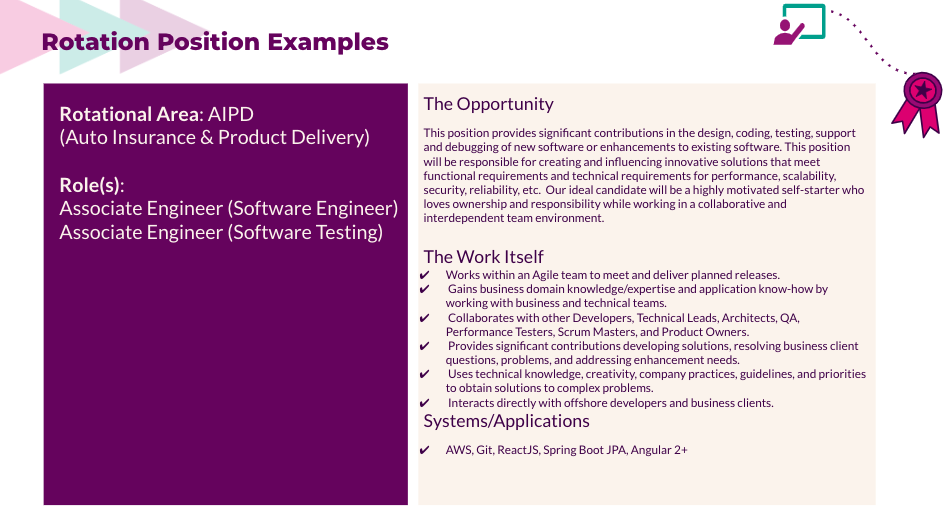 Rotation Position Examples
Rotational Area: AIPD
(Auto Insurance & Product Delivery)
Role(s):
Associate Engineer (Software Engineer)
Associate Engineer (Software Testing)
The Opportunity
This position provides significant contributions in the design, coding, testing, support
and debugging of new software or enhancements to existing software. This position
will be responsible for creating and influencing innovative solutions that meet
functional requirements and technical requirements for performance, scalability,
security, reliability, etc. Our ideal candidate will be a highly motivated self-starter who
loves ownership and responsibility while working in a collaborative and
interdependent team environment.
The Work Itself
✔ Works within an Agile team to meet and deliver planned releases.
✔ Gains business domain knowledge/expertise and application know-how by
working with business and technical teams.
✔ Collaborates with other Developers, Technical Leads, Architects, QA,
Performance Testers, Scrum Masters, and Product Owners.
✔ Provides significant contributions developing solutions, resolving business client
questions, problems, and addressing enhancement needs.
✔ Uses technical knowledge, creativity, company practices, guidelines, and priorities
to obtain solutions to complex problems.
✔ Interacts directly with offshore developers and business clients.
Systems/Applications
✔ AWS, Git, ReactJS, Spring Boot JPA, Angular 2+